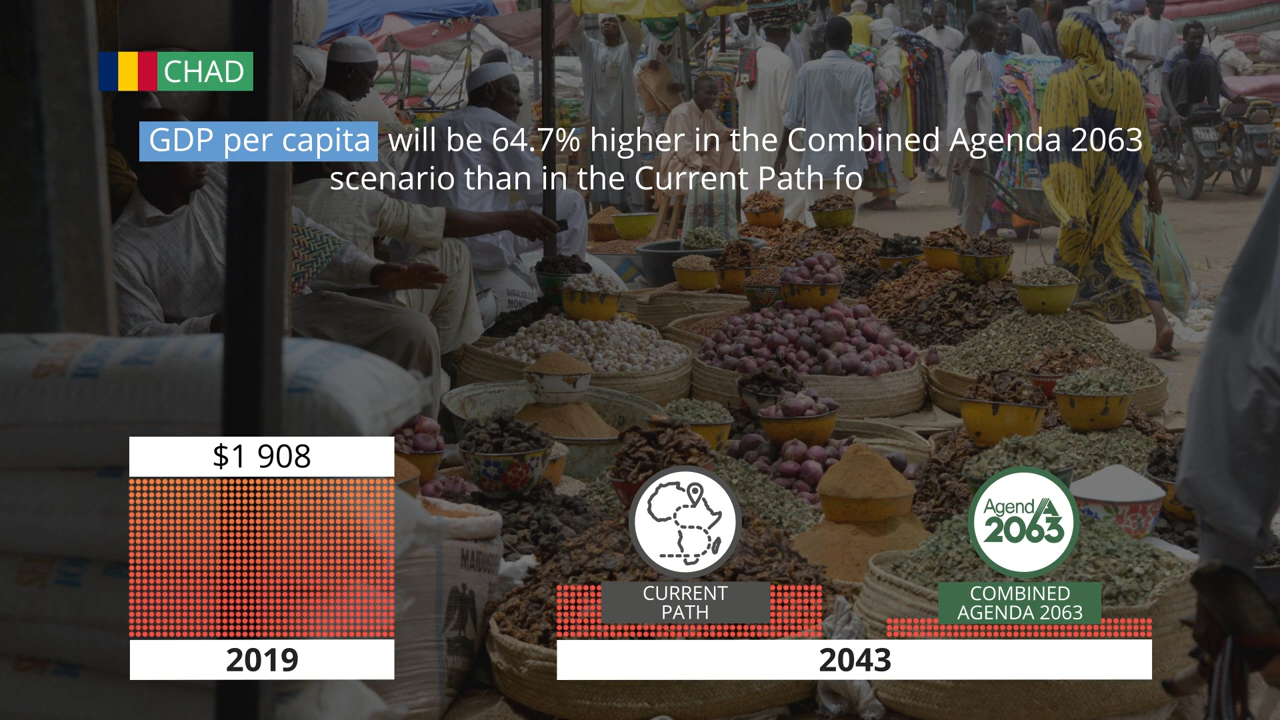 CHAD
GDP per capita will be 64.7% higher in the Combined Agenda 2063
scenario than in the Current Path fo
$1 908
2019
CURRENT
PATH
Agenda
2063
COMBINED
AGENDA 2063
2043